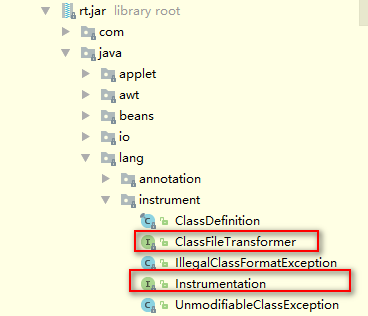 rt.jar library root
com
java
applet
awt
beans
io
lang
annotation
instrument
ClassDefinition
ClassFileTransformer
IllegalClassFormatException
Instrumentation
UnmodifiableClassException